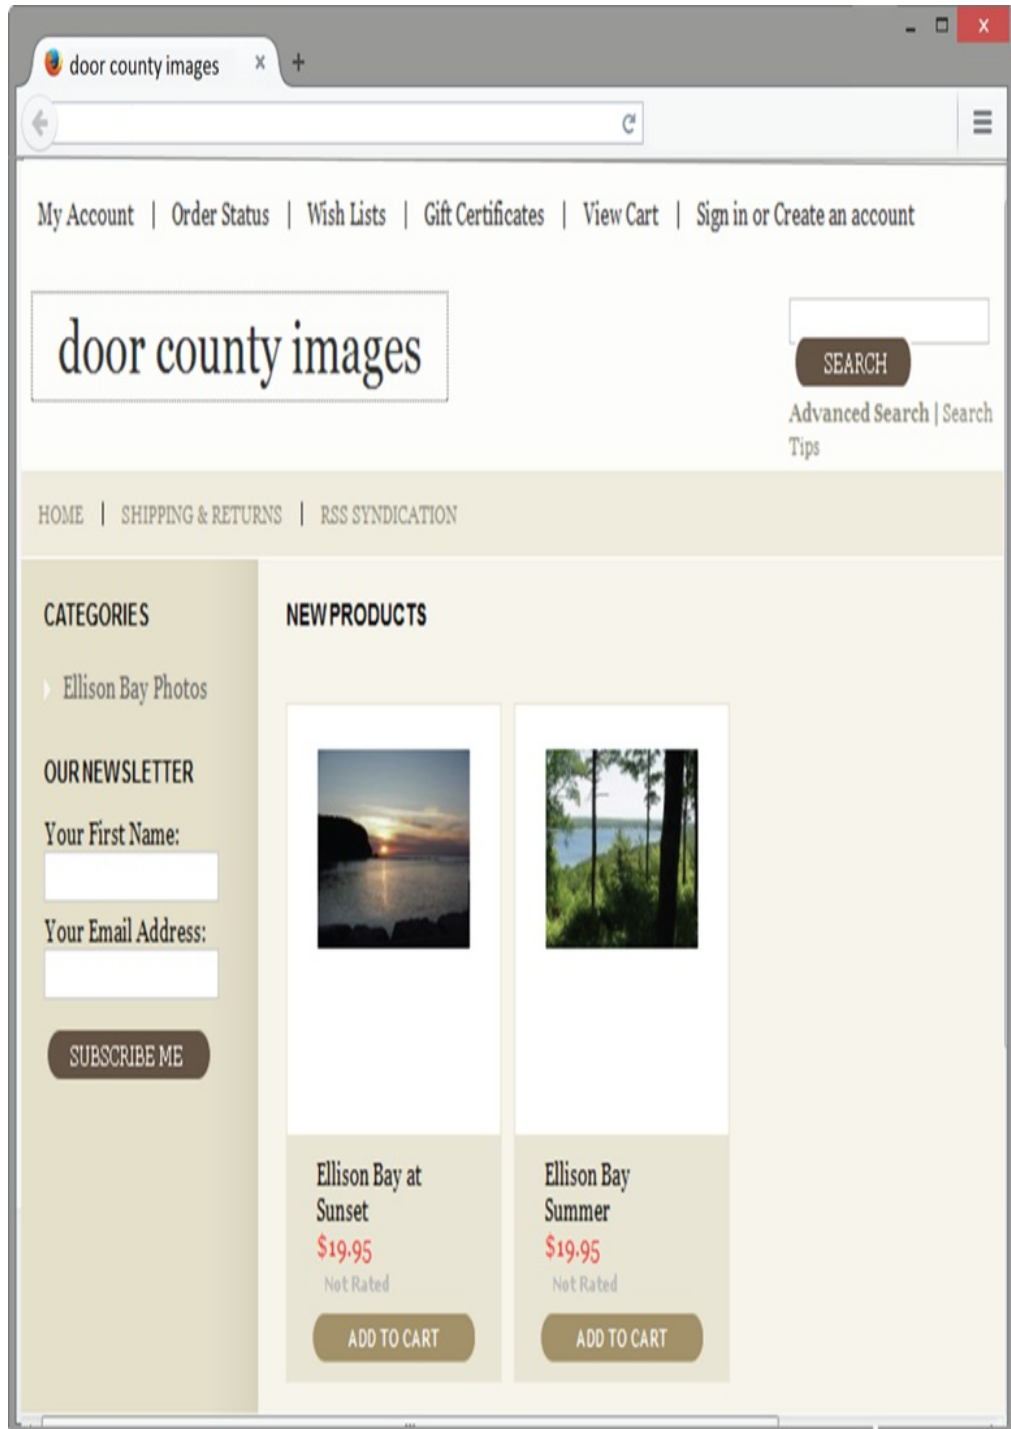 door county images
My Account | Order Status | Wish Lists | Gift Certificates | View Cart | Sign in or Create an account
door county images
SEARCH
Advanced Search | Search
Tips
HOME | SHIPPING & RETURNS | RSS SYNDICATION
CATEGORIES
Ellison Bay Photos
OUR NEWSLETTER
Your First Name:
Your Email Address:
SUBSCRIBE ME
NEW PRODUCTS
Ellison Bay at
Sunset
$19.95
Not Rated
ADD TO CART
Ellison Bay
Summer
$19.95
Not Rated
ADD TO CART